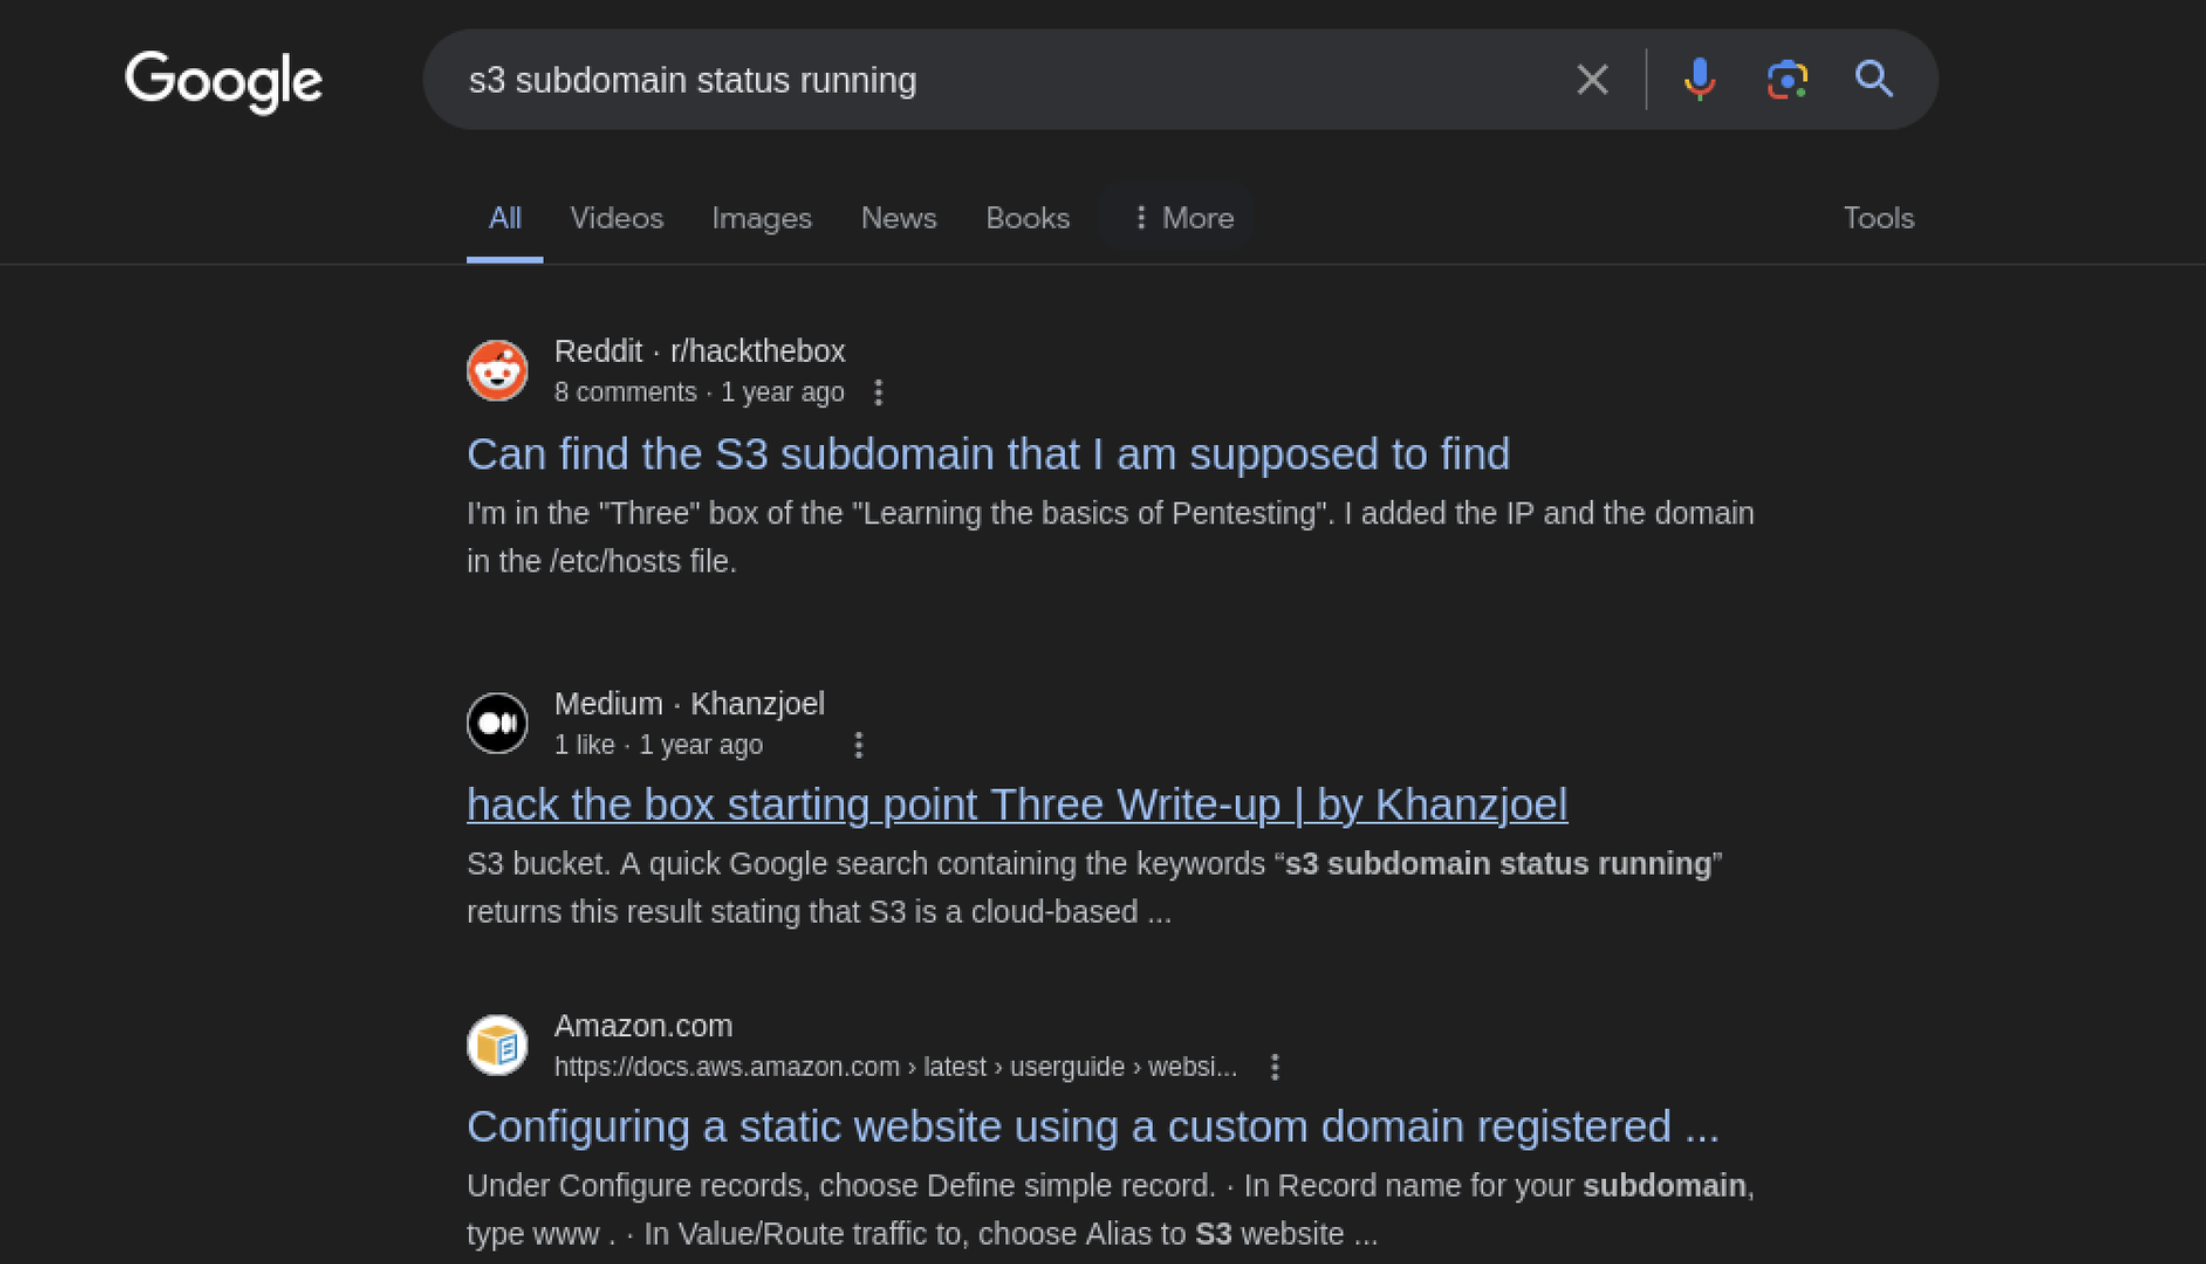 Google
s3 subdomain status running
All Videos Images News Books More Tools
Reddit · r/hackthebox
8 comments · 1 year ago
Can find the S3 subdomain that I am supposed to find
I'm in the "Three" box of the "Learning the basics of Pentesting". I added the IP and the domain
in the /etc/hosts file.
Medium · Khanzjoel
1 like · 1 year ago
hack the box starting point Three Write-up | by Khanzjoel
S3 bucket. A quick Google search containing the keywords “s3 subdomain status running”
returns this result stating that S3 is a cloud-based ...
Amazon.com
https://docs.aws.amazon.com › latest › userguide › websi...
Configuring a static website using a custom domain registered ...
Under Configure records, choose Define simple record. · In Record name for your subdomain,
type www . · In Value/Route traffic to, choose Alias to S3 website ...